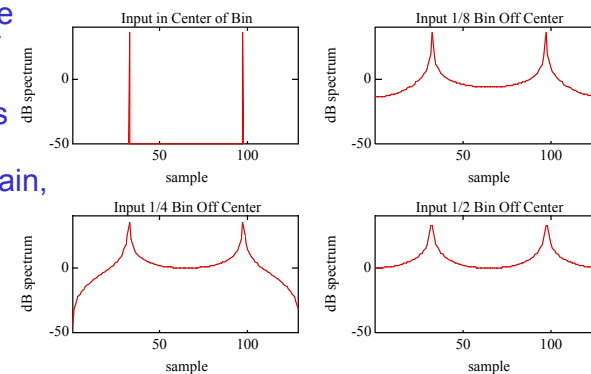 e
s
ain,
Input in Center of Bin
dB spectrum
0
-50
50
100
sample
Input 1/8 Bin Off Center
dB spectrum
0
-50
50
100
sample
Input 1/4 Bin Off Center
dB spectrum
0
-50
50
100
sample
Input 1/2 Bin Off Center
dB spectrum
0
-50
50
100
sample